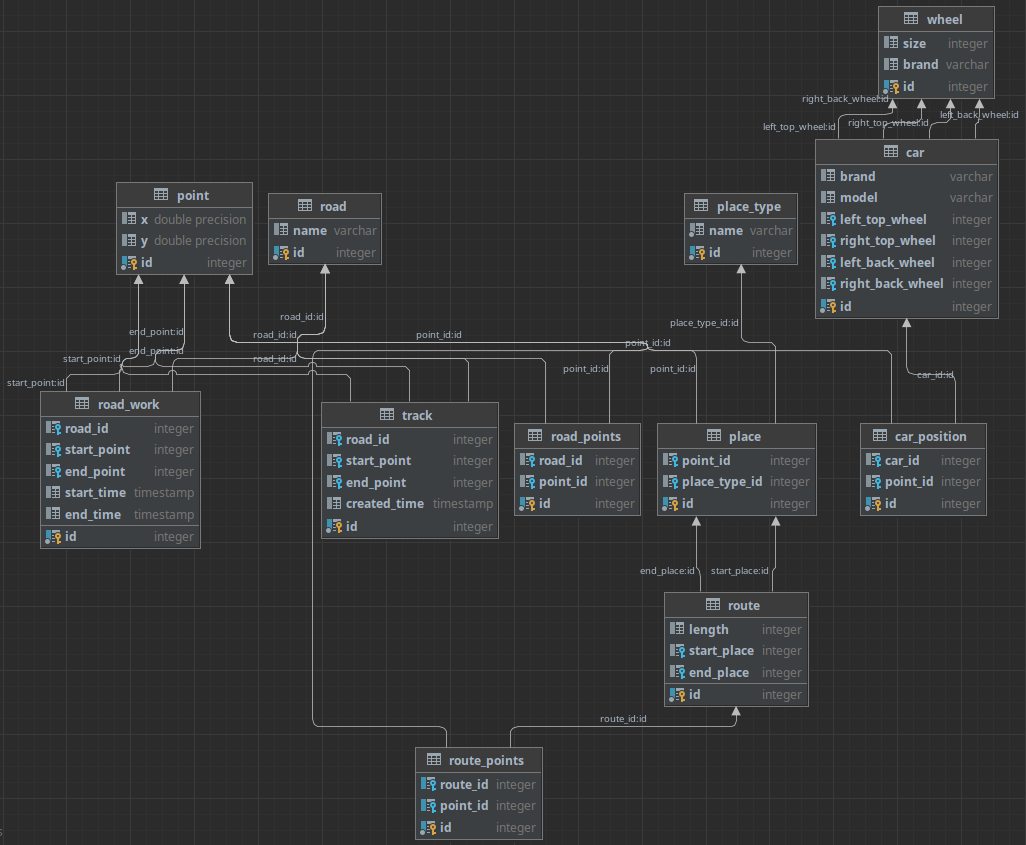 wheel
size integer
brand varchar
id integer
right_back_wheel:id
left_top_wheel:id
right_top_wheel:id
left_back_wheel:id
car
brand varchar
model varchar
left_top_wheel integer
right_top_wheel integer
left_back_wheel integer
right_back_wheel integer
id integer
point
x double precision
y double precision
id integer
road
name varchar
id integer
place_type
name varchar
id integer
road_id:id
end_point:id
road_id:id
point_id:id
place_type_id:id
end_point:id
point_id:id
start_point:id
road_id:id
point_id:id
point_id:id
car_id:id
start_point:id
road_work
road_id integer
start_point integer
end_point integer
start_time timestamp
end_time timestamp
id integer
track
road_id integer
start_point integer
end_point integer
created_time timestamp
id integer
road_points
road_id integer
point_id integer
id integer
place
point_id integer
place_type_id integer
id integer
car_position
car_id integer
point_id integer
id integer
end_place:id
start_place:id
route
length integer
start_place integer
end_place integer
id integer
route_id:id
route_points
route_id integer
point_id integer
id integer